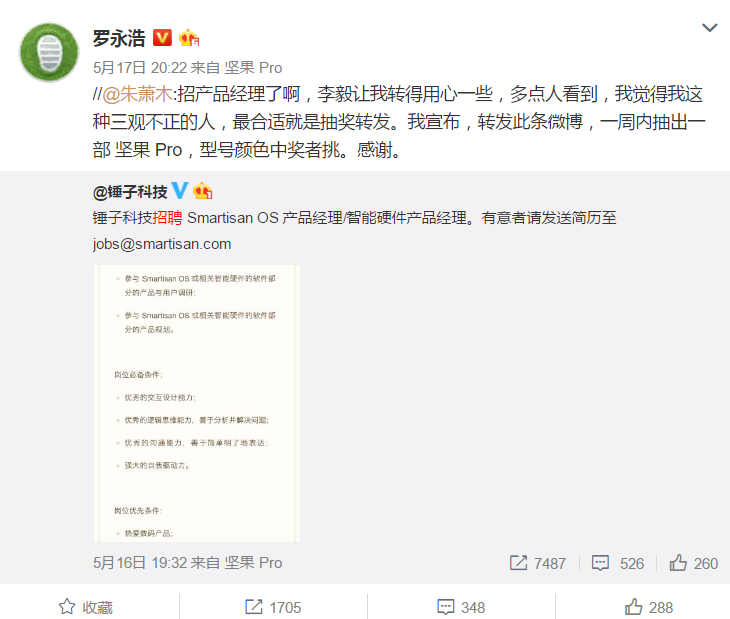 罗永浩
5月17日 20:22 来自 坚果 Pro
//@朱萧木:招产品经理了啊，李毅让我转得用心一些，多点人看到，我觉得我这
种三观不正的人，最合适就是抽奖转发。我宣布，转发此条微博，一周内抽出一
部 坚果 Pro，型号颜色中奖者挑。感谢。
@锤子科技
锤子科技招聘 Smartisan OS 产品经理/智能硬件产品经理。有意者请发送简历至
jobs@smartisan.com
参与 Smartisan OS 或相关智能硬件的软件部
分的产品与用户调研；
参与 Smartisan OS 或相关智能硬件的软件部
分的产品规划。
岗位必备条件：
优秀的交互设计能力；
优秀的逻辑思维能力，善于分析并解决问题；
优秀的沟通能力，善于简单明了地表达；
强大的自我驱动力。
岗位优先条件：
热爱数码产品；
5月16日 19:32 来自 坚果 Pro
7487 526 260
收藏 1705 348 288